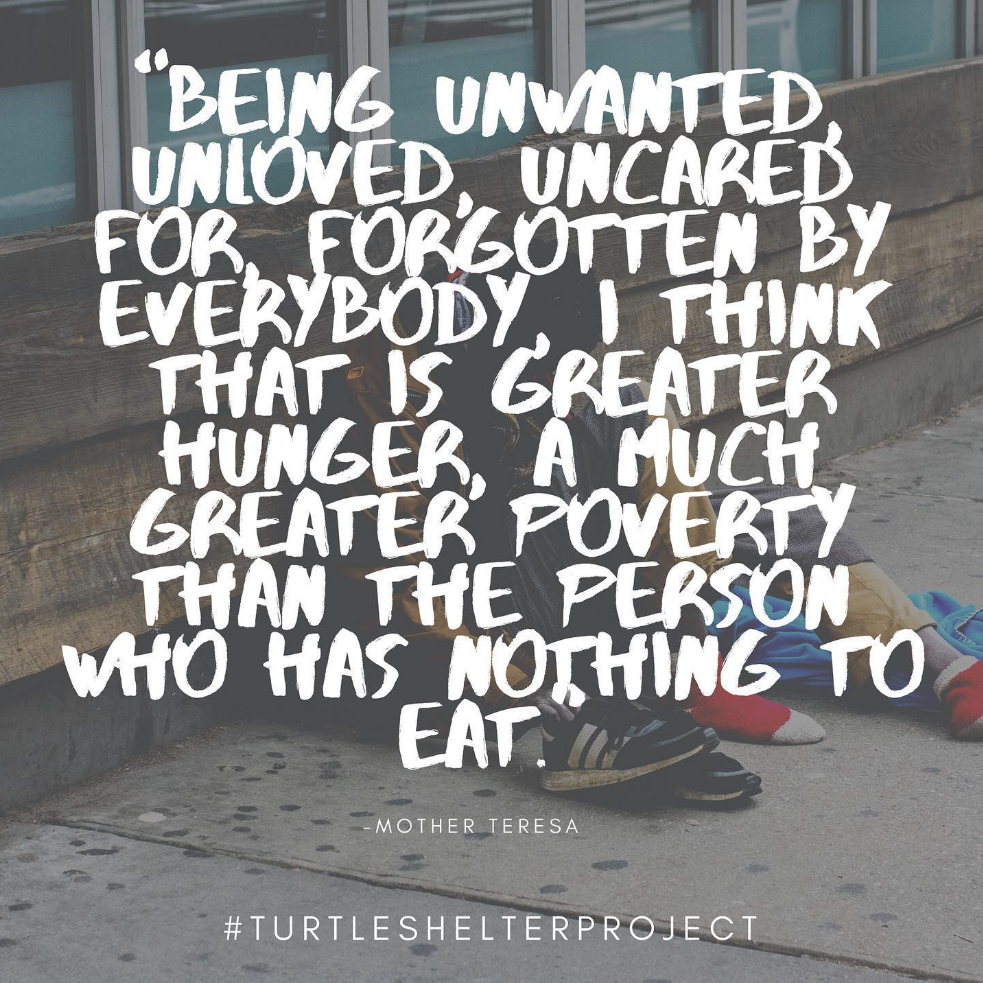 “BEING UNWANTED,
UNLOVED, UNCARED
FOR, FORGOTTEN BY
EVERYBODY, I THINK
THAT IS GREATER
HUNGER, A MUCH
GREATER POVERTY
THAN THE PERSON
WHO HAS NOTHING TO
EAT.”
-MOTHER TERESA
#TURTLESHELTERPROJECT